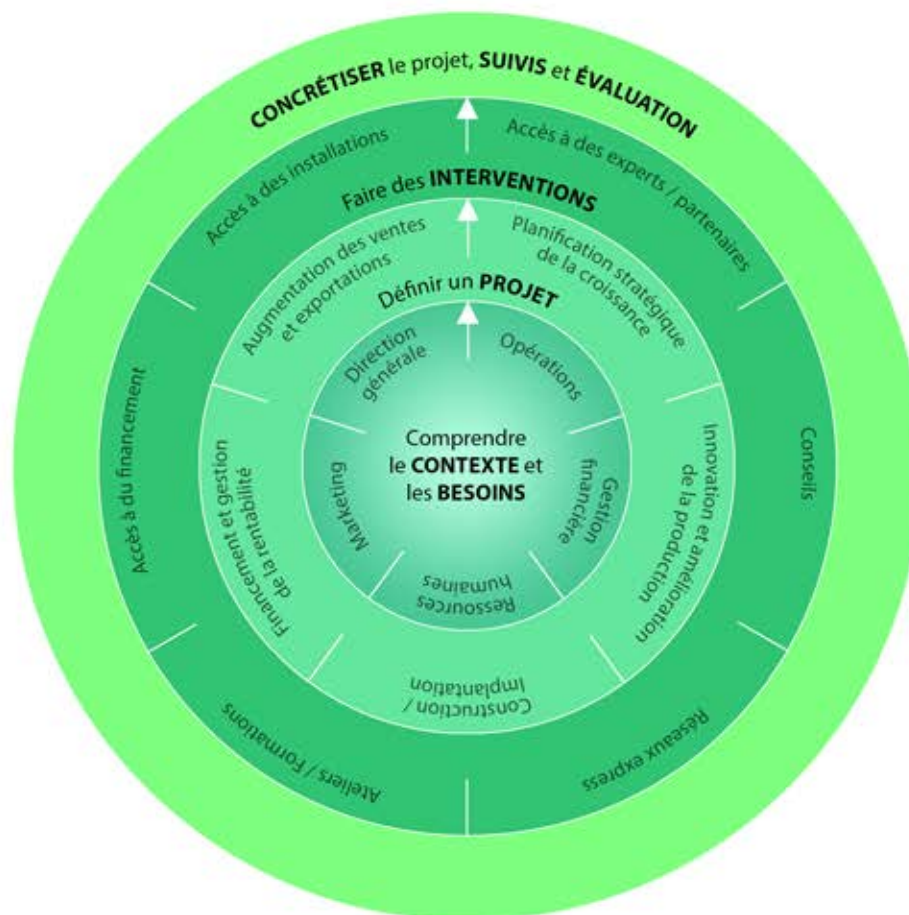 CONCRÉTISER le projet, SUIVIS et ÉVALUATION
Accès à des installations
Accès à des experts / partenaires
Faire des INTERVENTIONS
Augmentation des ventes
et exportations
Planification stratégique
de la croissance
Définir un PROJET
Direction
générale
Opérations
Comprendre
le CONTEXTE et
les BESOINS
Marketing
Gestion
financière
Ressources
humaines
Accès à du financement
Financement et gestion
de la rentabilité
Innovation et amélioration
de la production
Conseils
Construction /
Implantation
Ateliers / Formations
Réseaux express